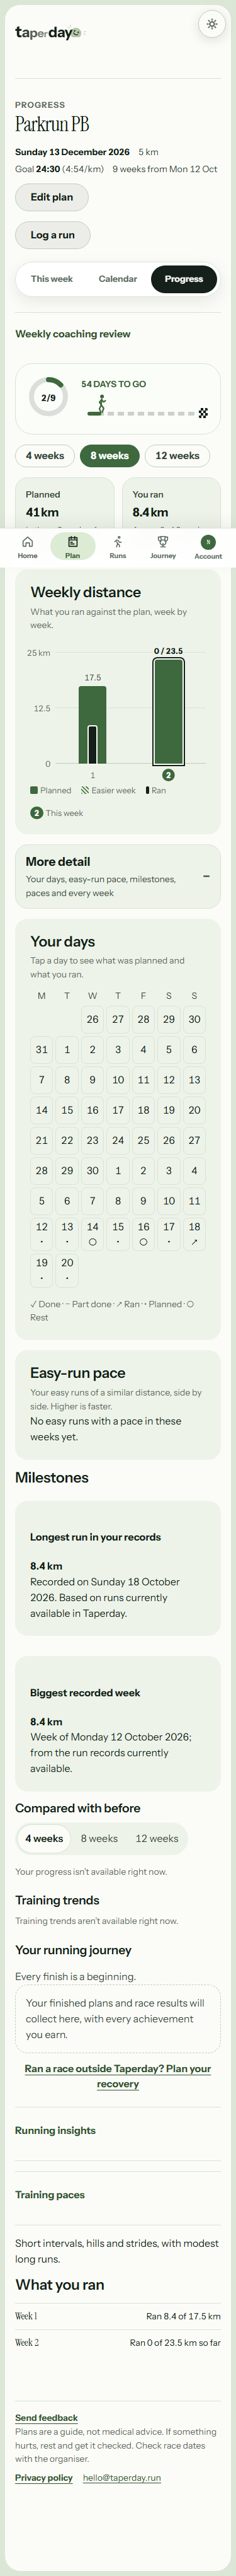 taperday
PROGRESS
Parkrun PB
Sunday 13 December 2026 5 km
Goal 24:30 (4:54/km) 9 weeks from Mon 12 Oct
Edit plan
Log a run
This week Calendar Progress
Weekly coaching review
2/9
54 DAYS TO GO
4 weeks 8 weeks 12 weeks
Planned You ran
41 km 8.4 km
Home Plan Runs Journey Account
N
Weekly distance
What you ran against the plan, week by
week.
25 km
12.5
0
17.5
0 / 23.5
1 2
Planned Easier week Ran
2 This week
More detail
Your days, easy-run pace, milestones,
paces and every week
–
Your days
Tap a day to see what was planned and
what you ran.
M T W T F S S
26 27 28 29 30
31 1 2 3 4 5 6
7 8 9 10 11 12 13
14 15 16 17 18 19 20
21 22 23 24 25 26 27
28 29 30 1 2 3 4
5 6 7 8 9 10 11
12 13 14 15 16 17 18
• • ○ • ○ • ↗
19 20
• •
✓ Done · – Part done · ↗ Ran · • Planned · ○
Rest
Easy-run pace
Your easy runs of a similar distance, side by
side. Higher is faster.
No easy runs with a pace in these
weeks yet.
Milestones
Longest run in your records
8.4 km
Recorded on Sunday 18 October
2026. Based on runs currently
available in Taperday.
Biggest recorded week
8.4 km
Week of Monday 12 October 2026;
from the run records currently
available.
Compared with before
4 weeks 8 weeks 12 weeks
Your progress isn't available right now.
Training trends
Training trends aren't available right now.
Your running journey
Every finish is a beginning.
Your finished plans and race results will
collect here, with every achievement
you earn.
Ran a race outside Taperday? Plan your
recovery
Running insights
Training paces
Short intervals, hills and strides, with modest
long runs.
What you ran
Week 1 Ran 8.4 of 17.5 km
Week 2 Ran 0 of 23.5 km so far
Send feedback
Plans are a guide, not medical advice. If something
hurts, rest and get it checked. Check race dates
with the organiser.
Privacy policy hello@taperday.run